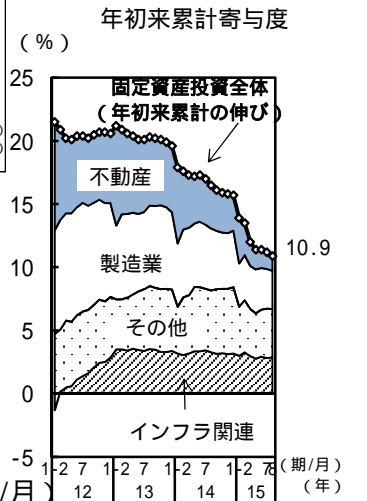 年初来累計寄与度
（％）
25
固定資産投資全体
（年初来累計の伸び）
20
不動産
15
10.9
製造業
10
5
その他
0
インフラ関連
-5
1-2 7 1-2 7 1-2 7 1-2 78 (期/月)
/月)
12 13 14 15 (年)